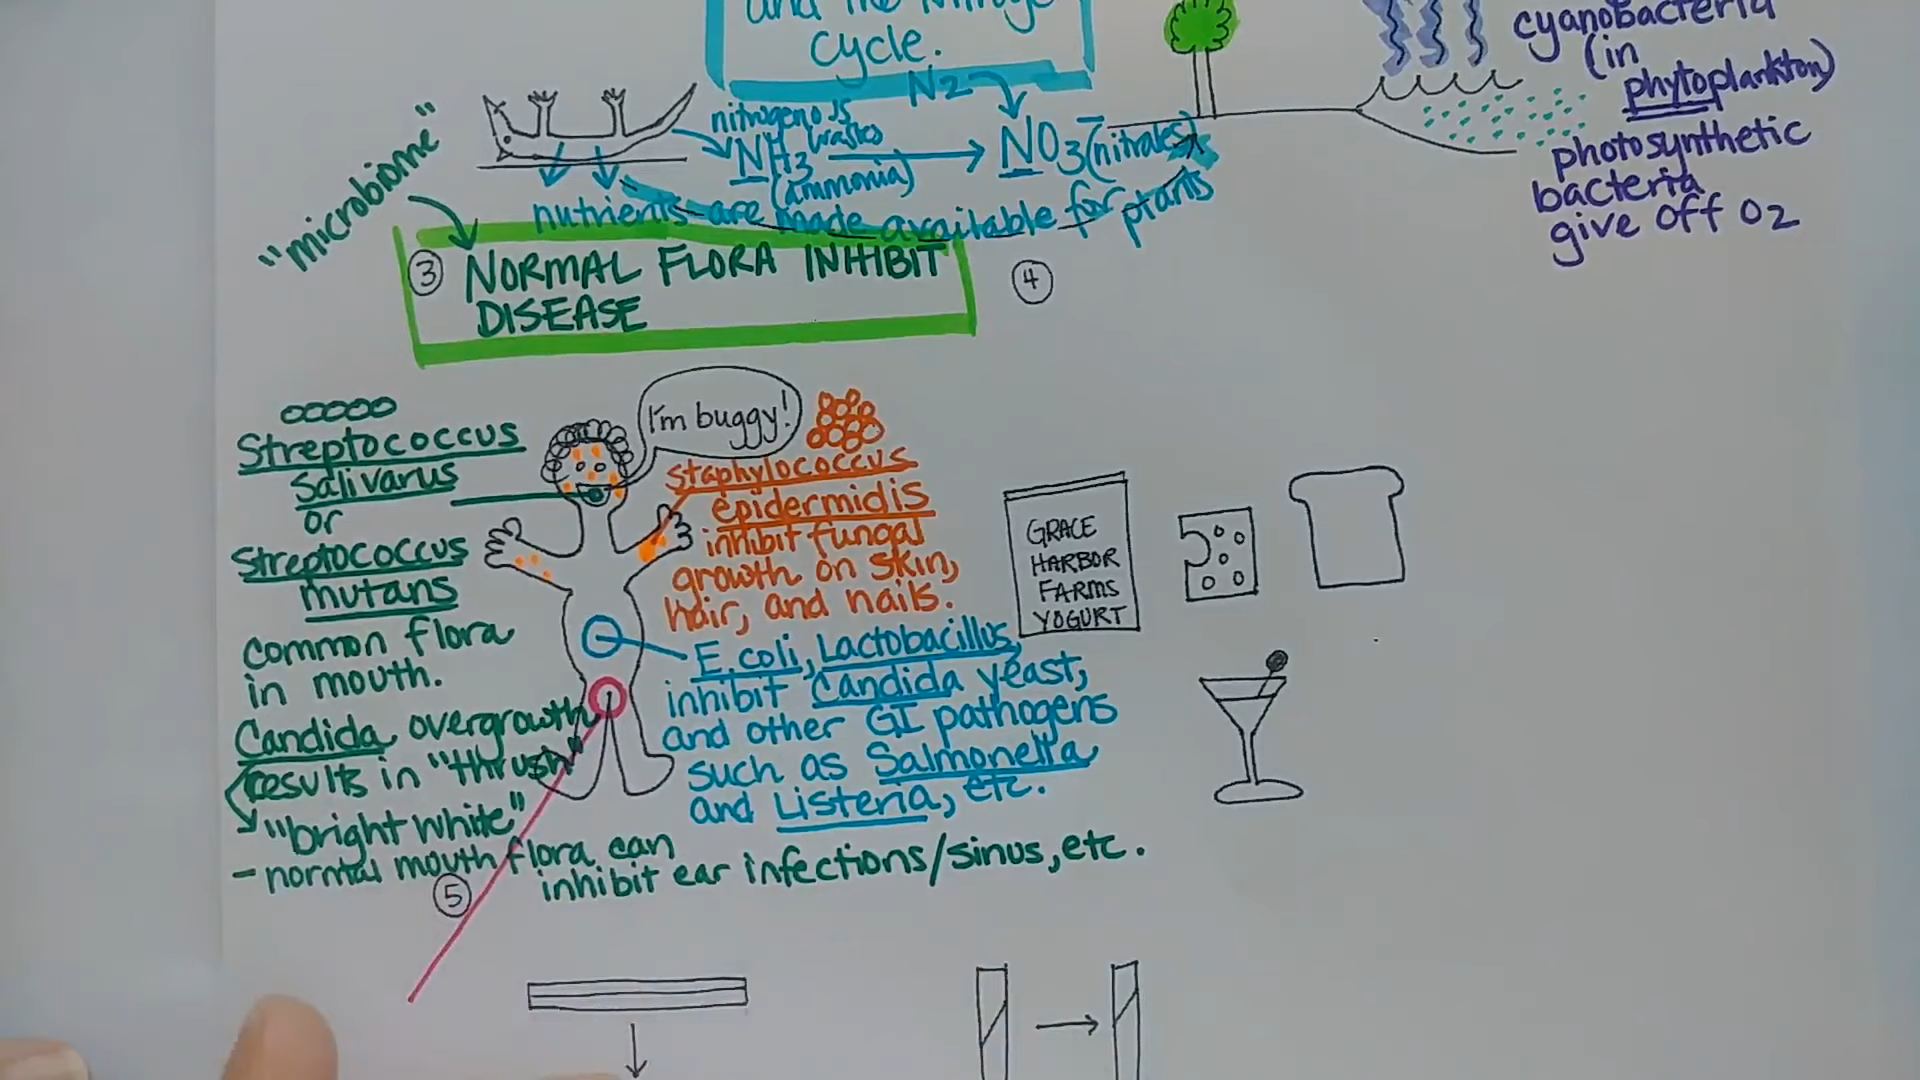 cycle.
N2
nitrogenous
wastes
NH3
(ammonia)
NO3⁻ (nitrates)
nutrients are made available for plants
cyanobacteria
(in
phytoplankton)
photosynthetic
bacteria
give off O2
"microbiome"
3 NORMAL FLORA INHIBIT
DISEASE
4
I'm buggy!
Streptococcus
Salivarus
or
Streptococcus
mutans
common flora
in mouth.
Candida overgrowth
results in "thrush"
"bright white"
- normal mouth flora can
inhibit ear infections/sinus, etc.
Staphylococcus
epidermidis
inhibit fungal
growth on skin,
hair, and nails.
E. coli, Lactobacillus,
inhibit Candida yeast,
and other GI pathogens
such as Salmonella
and Listeria, etc.
GRACE
HARBOR
FARMS
YOGURT
5